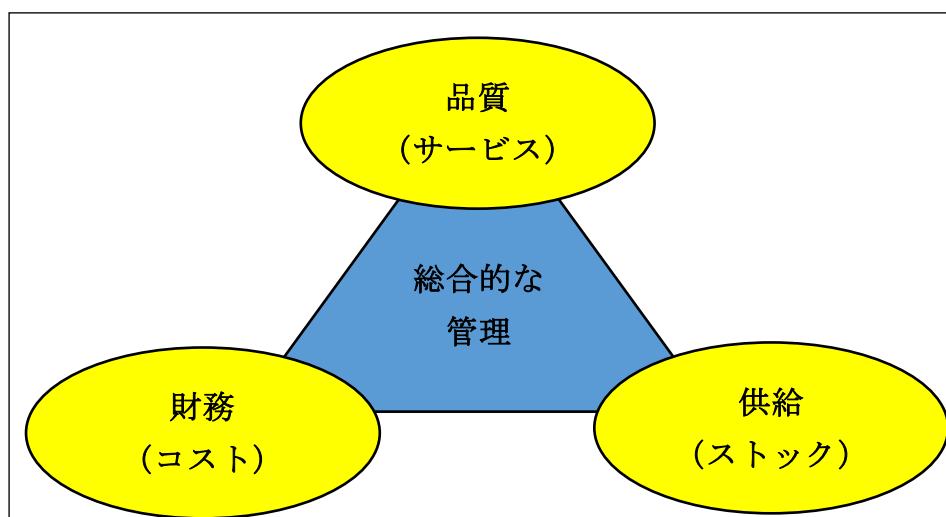 品質
（サービス）
総合的な
管理
財務
（コスト）
供給
（ストック）